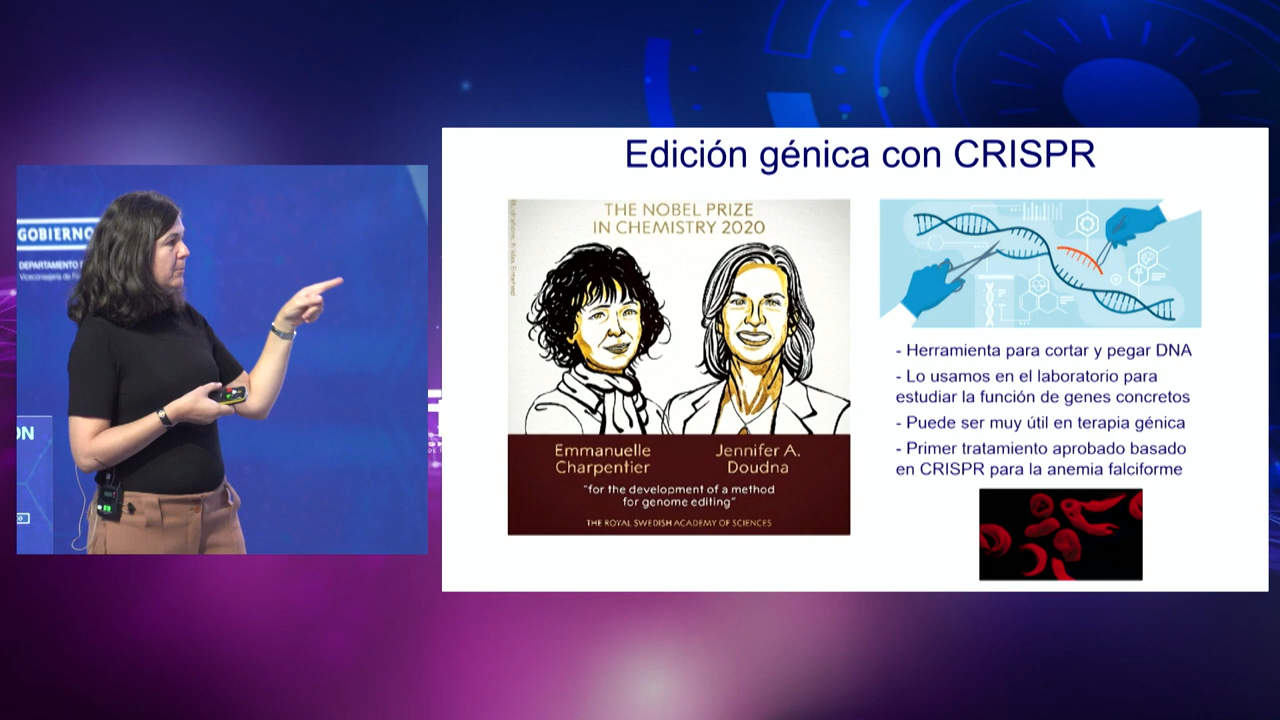 GOBIERNO
DEPARTAMENTO
ON
Edición génica con CRISPR
THE NOBEL PRIZE
IN CHEMISTRY 2020
Emmanuelle
Charpentier
Jennifer A.
Doudna
"for the development of a method
for genome editing"
THE ROYAL SWEDISH ACADEMY OF SCIENCES
- Herramienta para cortar y pegar DNA
- Lo usamos en el laboratorio para
estudiar la función de genes concretos
- Puede ser muy útil en terapia génica
- Primer tratamiento aprobado basado
en CRISPR para la anemia falciforme